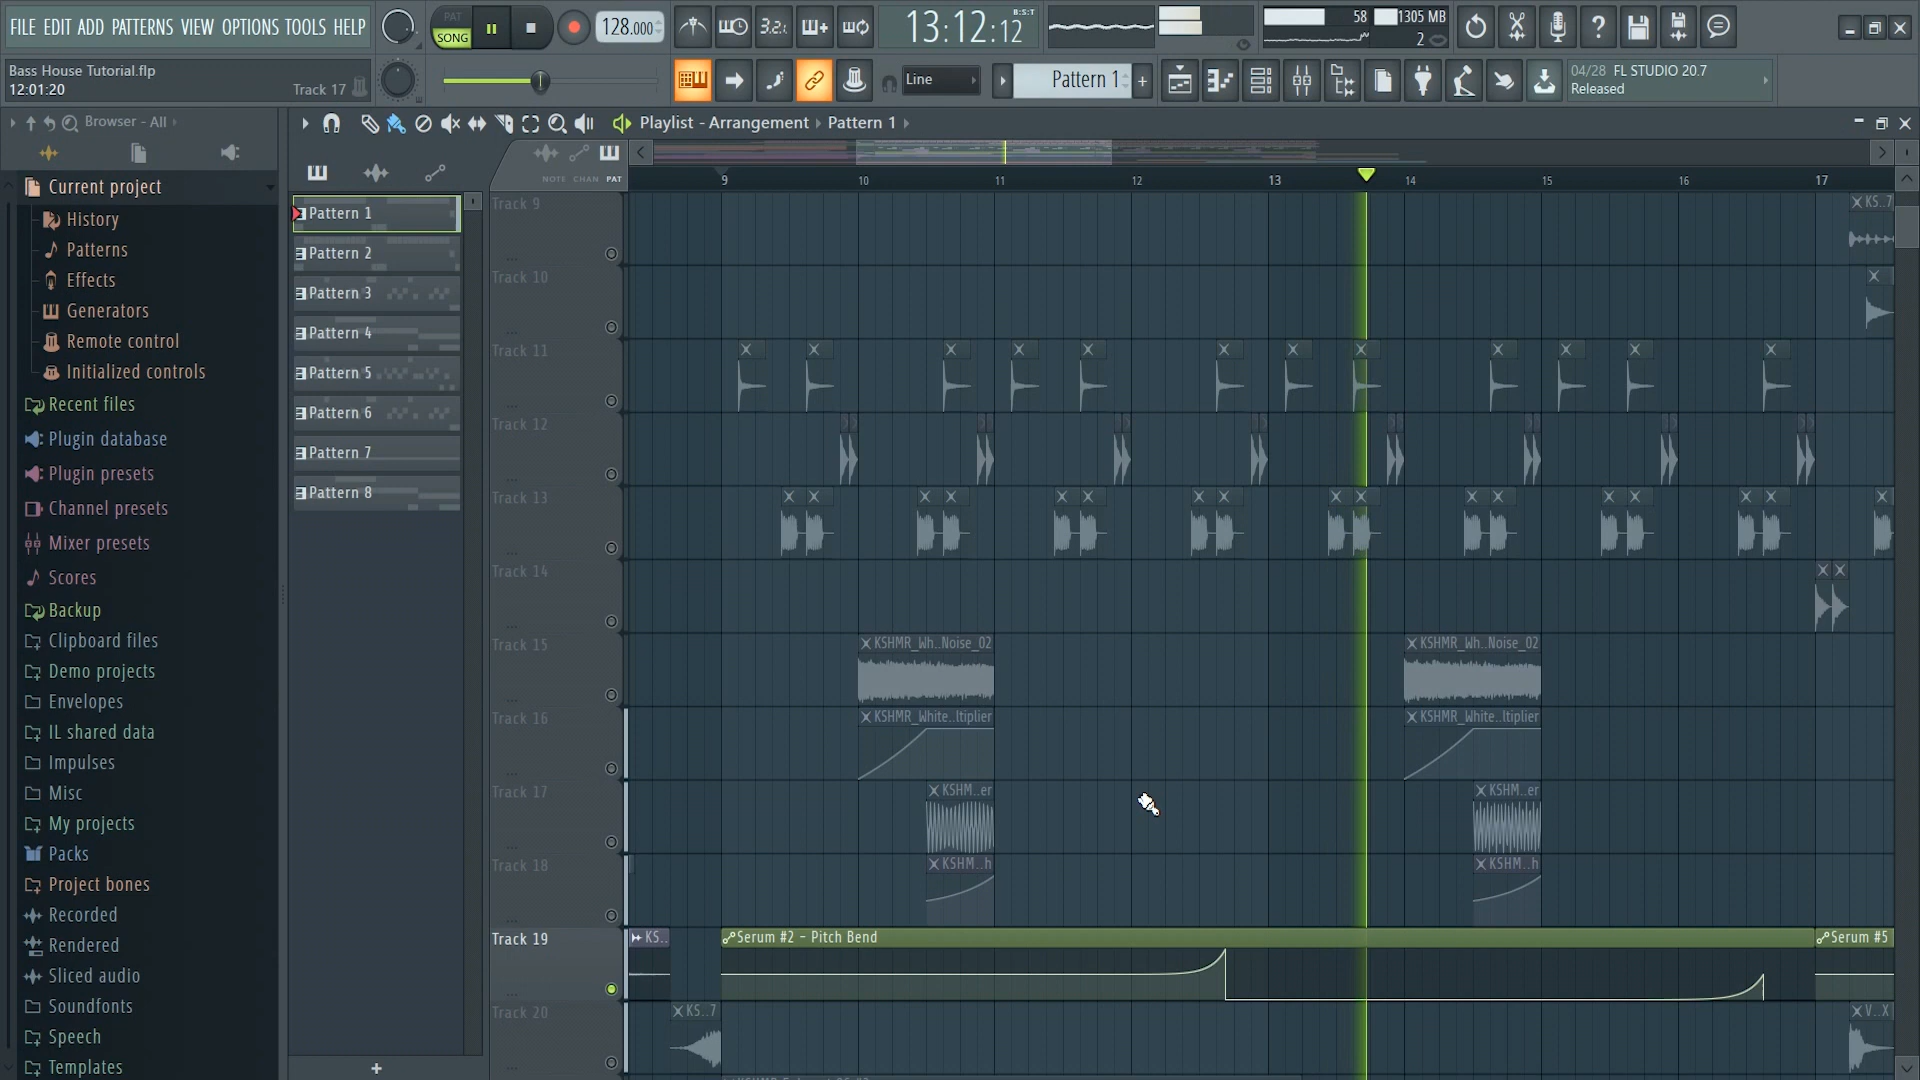 FILE EDIT ADD PATTERNS VIEW OPTIONS TOOLS HELP
PAT
SONG
128.000
3.2.
13:12:12
B:S:T
58
1305 MB
2
Bass House Tutorial.flp
12:01:20
Track 17
Line
Pattern 1
+
04/28 FL STUDIO 20.7
Released
Browser - All
Playlist - Arrangement
Pattern 1
NOTE CHAN PAT
9 10 11 12 13 14 15 16 17
Current project
History
Patterns
Effects
Generators
Remote control
Initialized controls
Recent files
Plugin database
Plugin presets
Channel presets
Mixer presets
Scores
Backup
Clipboard files
Demo projects
Envelopes
IL shared data
Impulses
Misc
My projects
Packs
Project bones
Recorded
Rendered
Sliced audio
Soundfonts
Speech
Templates
Pattern 1
Pattern 2
Pattern 3
Pattern 4
Pattern 5
Pattern 6
Pattern 7
Pattern 8
+
Track 9
KS..7
Track 10
Track 11
Track 12
Track 13
Track 14
Track 15
KSHMR_Wh..Noise_02
KSHMR_Wh..Noise_02
Track 16
KSHMR_White..ltiplier
KSHMR_White..ltiplier
Track 17
KSHM..er
KSHM..er
Track 18
KSHM..h
KSHM..h
Track 19
KS..
Serum #2 - Pitch Bend
Serum #5
Track 20
KS..7
V..X